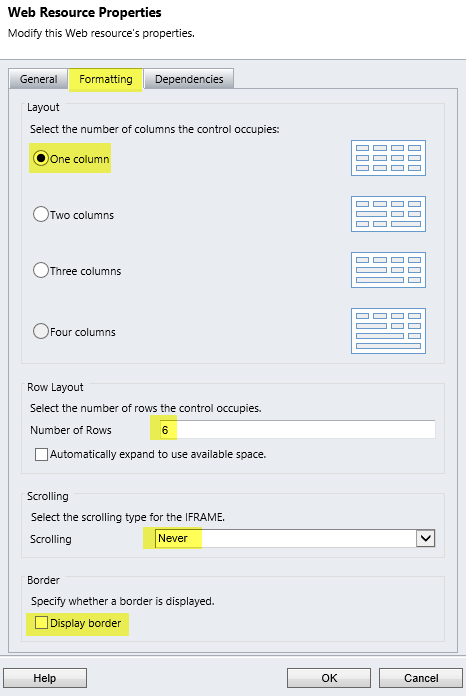 Web Resource Properties
Modify this Web resource's properties.
General Formatting Dependencies
Layout
Select the number of columns the control occupies:
One column
Two columns
Three columns
Four columns
Row Layout
Select the number of rows the control occupies.
Number of Rows 6
Automatically expand to use available space.
Scrolling
Select the scrolling type for the IFRAME.
Scrolling Never
Border
Specify whether a border is displayed.
Display border
Help OK Cancel